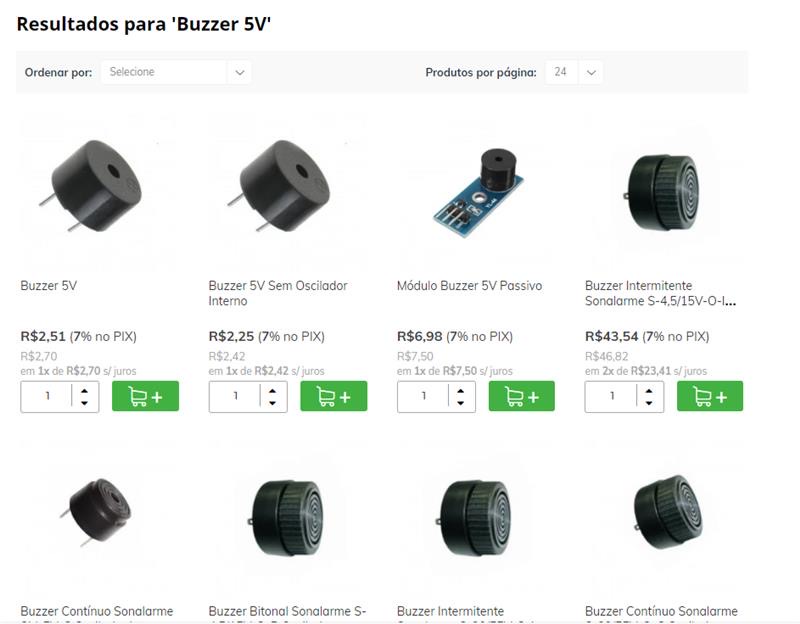 Resultados para 'Buzzer 5V'
Ordenar por: Selecione Produtos por página: 24
Buzzer 5V
R$2,51 (7% no PIX)
R$2,70
em 1x de R$2,70 s/ juros
1
Buzzer 5V Sem Oscilador
Interno
R$2,25 (7% no PIX)
R$2,42
em 1x de R$2,42 s/ juros
1
Módulo Buzzer 5V Passivo
R$6,98 (7% no PIX)
R$7,50
em 1x de R$7,50 s/ juros
1
Buzzer Intermitente
Sonalarme S-4,5/15V-O-I...
R$43,54 (7% no PIX)
R$46,82
em 2x de R$23,41 s/ juros
1
Buzzer Contínuo Sonalarme
Buzzer Bitonal Sonalarme S-
Buzzer Intermitente
Buzzer Contínuo Sonalarme